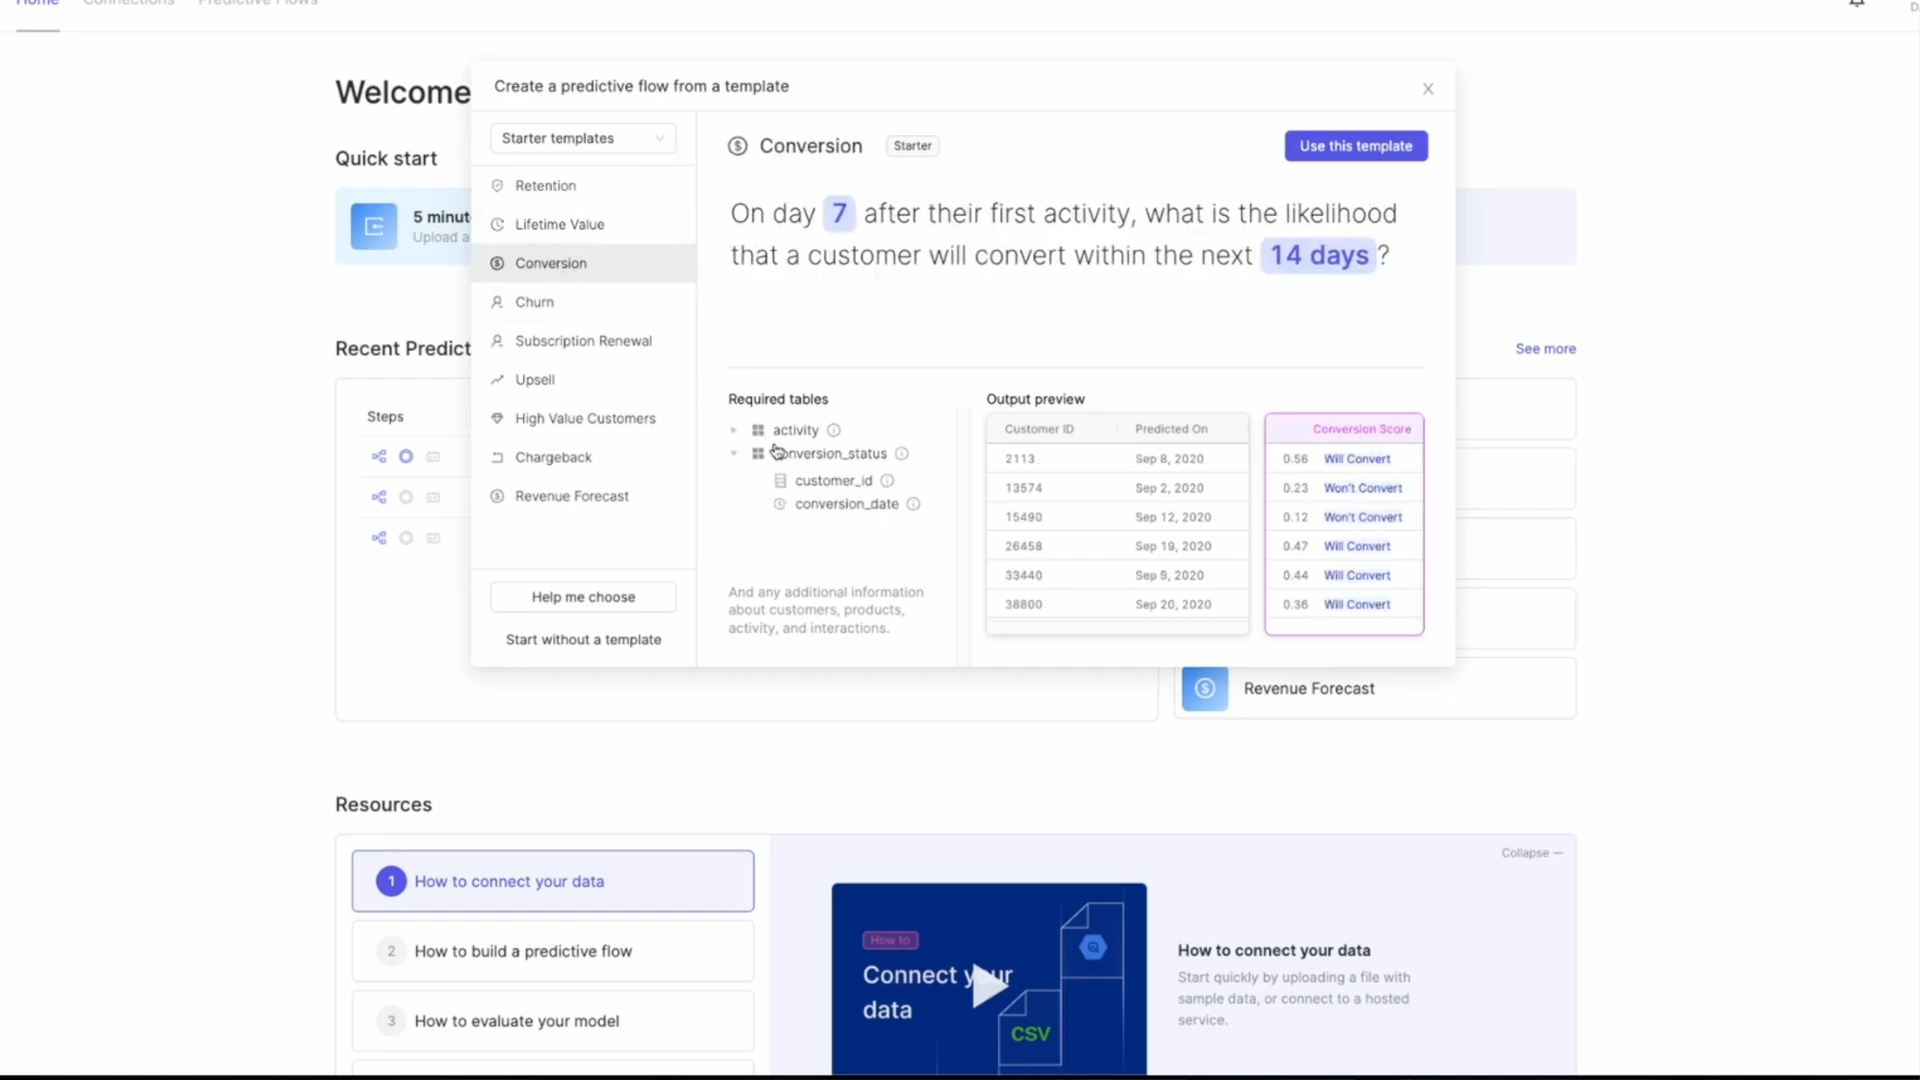 Home Connections Predictive Flows
Welcome
Create a predictive flow from a template
Quick start
5 minut
Upload a
Starter templates
Retention
Lifetime Value
Conversion
Churn
Subscription Renewal
Upsell
High Value Customers
Chargeback
Revenue Forecast
Help me choose
Start without a template
Conversion Starter
Use this template
On day 7 after their first activity, what is the likelihood
that a customer will convert within the next 14 days ?
Required tables
activity
conversion_status
customer_id
conversion_date
And any additional information
about customers, products,
activity, and interactions.
Output preview
Customer ID Predicted On Conversion Score
2113 Sep 8, 2020 0.56 Will Convert
13574 Sep 2, 2020 0.23 Won't Convert
15490 Sep 12, 2020 0.12 Won't Convert
26458 Sep 19, 2020 0.47 Will Convert
33440 Sep 9, 2020 0.44 Will Convert
38800 Sep 20, 2020 0.36 Will Convert
Recent Predict
See more
Steps
Revenue Forecast
Resources
1 How to connect your data
2 How to build a predictive flow
3 How to evaluate your model
Collapse —
How to
Connect your
data
CSV
How to connect your data
Start quickly by uploading a file with
sample data, or connect to a hosted
service.